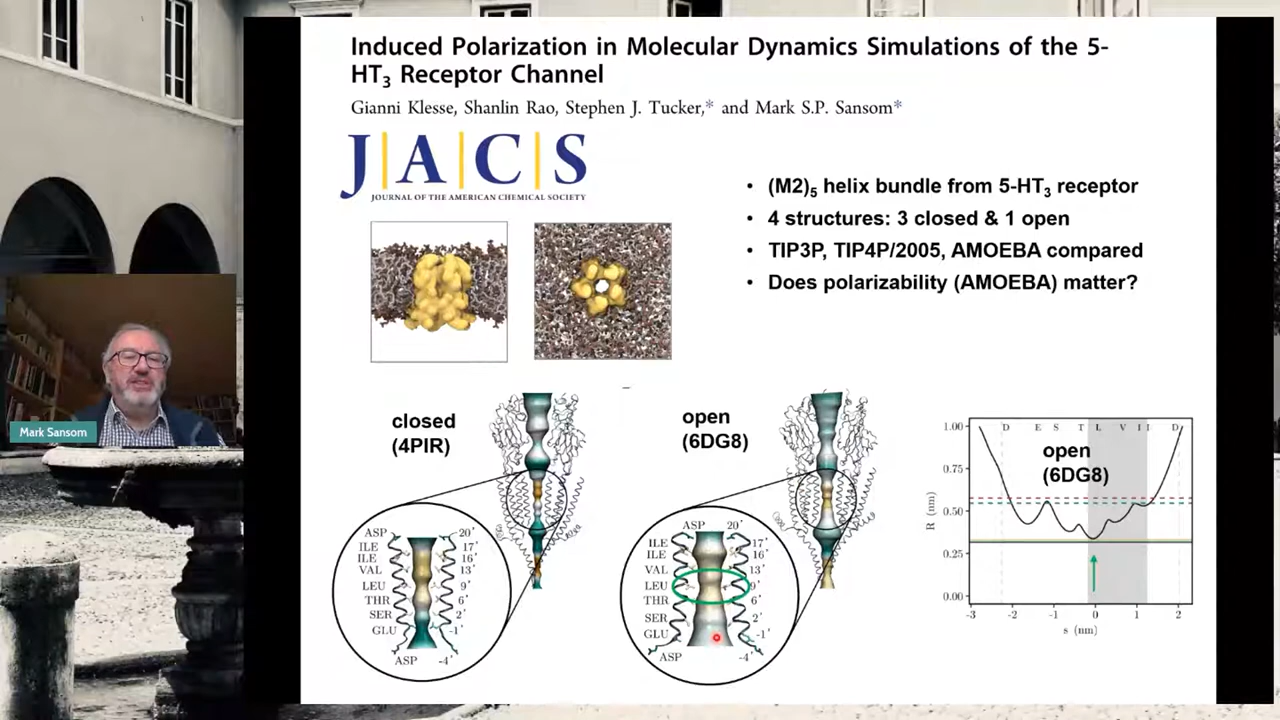 Induced Polarization in Molecular Dynamics Simulations of the 5-
HT₃ Receptor Channel
Gianni Klesse, Shanlin Rao, Stephen J. Tucker,* and Mark S.P. Sansom*
J|A|C|S
JOURNAL OF THE AMERICAN CHEMICAL SOCIETY
• (M2)₅ helix bundle from 5-HT₃ receptor
• 4 structures: 3 closed & 1 open
• TIP3P, TIP4P/2005, AMOEBA compared
• Does polarizability (AMOEBA) matter?
Mark Sansom
closed
(4PIR)
ASP 20'
ILE 17'
ILE 16'
VAL 13'
LEU 9'
THR 6'
SER 2'
GLU -1'
ASP -4'
open
(6DG8)
ASP 20'
ILE 17'
ILE 16'
VAL 13'
LEU 9'
THR 6'
SER 2'
GLU -1'
ASP -4'
D E S T L V I I D
open
(6DG8)
R (nm)
1.00
0.75
0.50
0.25
0.00
-3 -2 -1 0 1 2
s (nm)